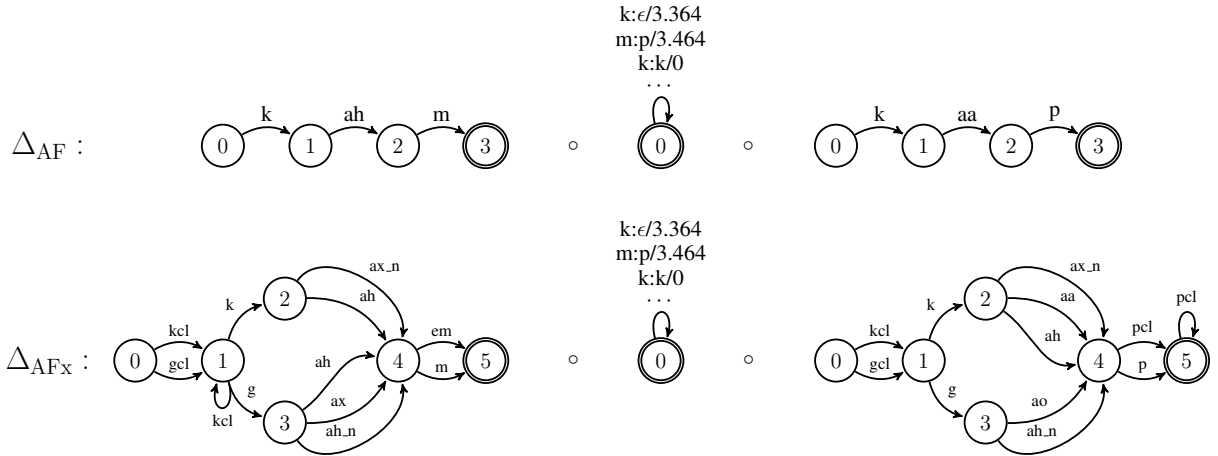 k:ϵ/3.364
m:p/3.464
k:k/0
...
Δ_AF : 0 k 1 ah 2 m 3 ∘ 0 ∘ 0 k 1 aa 2 p 3
k:ϵ/3.364
m:p/3.464
k:k/0
...
ax_n ax_n
k 2 ah k 2 aa pcl
ah
kcl em kcl pcl
Δ_AFx : 0 1 4 5 ∘ 0 ∘ 0 1 4 5
gcl ah m gcl p
g ax g ao
kcl 3 ah_n 3 ah_n